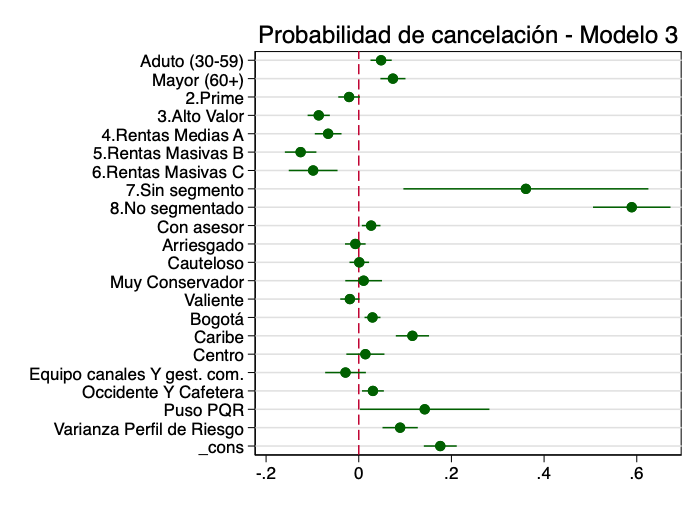 Probabilidad de cancelación - Modelo 3
Aduto (30-59)
Mayor (60+)
2.Prime
3.Alto Valor
4.Rentas Medias A
5.Rentas Masivas B
6.Rentas Masivas C
7.Sin segmento
8.No segmentado
Con asesor
Arriesgado
Cauteloso
Muy Conservador
Valiente
Bogotá
Caribe
Centro
Equipo canales Y gest. com.
Occidente Y Cafetera
Puso PQR
Varianza Perfil de Riesgo
_cons
-.2 0 .2 .4 .6